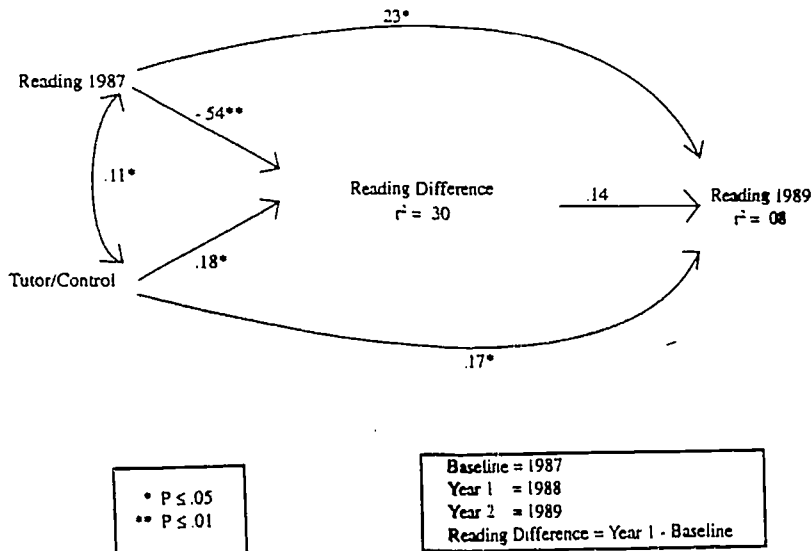 23*
Reading 1987
- 54**
.11*
Reading Difference
r² = 30
.14
Reading 1989
r² = 08
Tutor/Control
.18*
.17*
* P ≤ .05
** P ≤ .01
Baseline = 1987
Year 1 = 1988
Year 2 = 1989
Reading Difference = Year 1 - Baseline